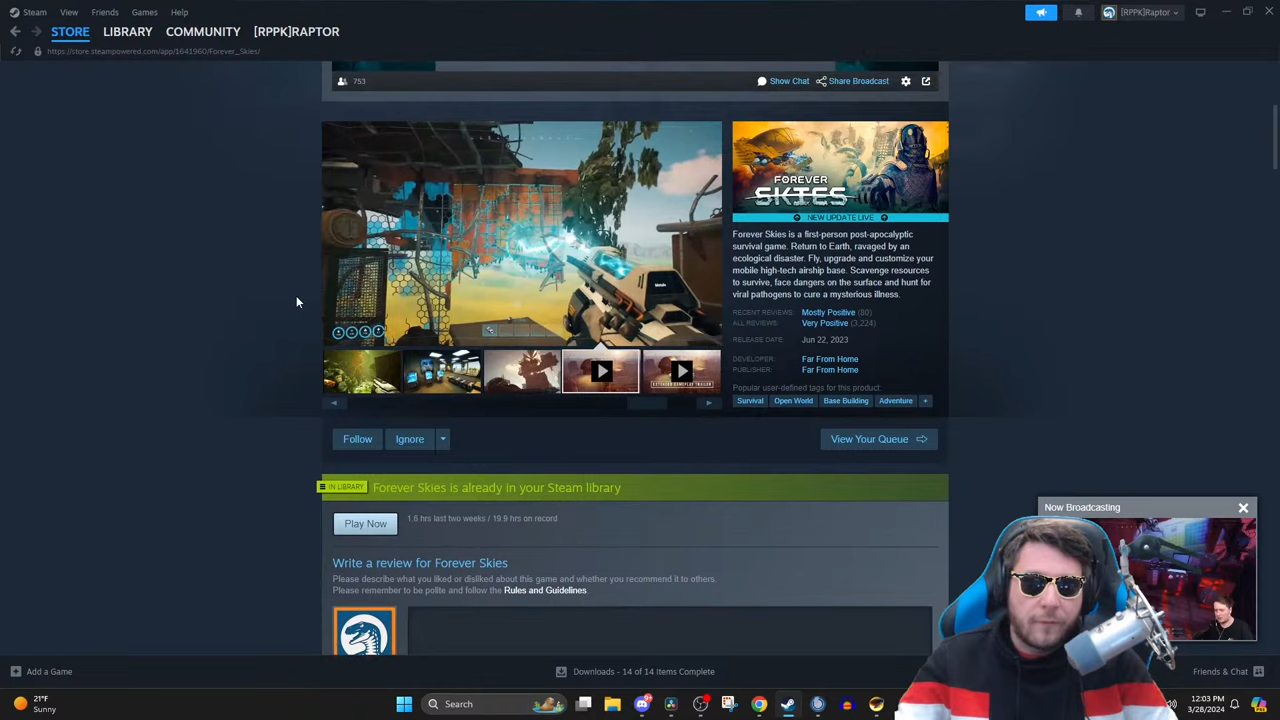 Steam View Friends Games Help
[RPPK]Raptor
STORE LIBRARY COMMUNITY [RPPK]RAPTOR
https://store.steampowered.com/app/1641960/Forever_Skies/
753
Show Chat Share Broadcast
FOREVER
SKIES
NEW UPDATE LIVE
Forever Skies is a first-person post-apocalyptic
survival game. Return to Earth, ravaged by an
ecological disaster. Fly, upgrade and customize your
mobile high-tech airship base. Scavenge resources
to survive, face dangers on the surface and hunt for
viral pathogens to cure a mysterious illness.
RECENT REVIEWS: Mostly Positive (80)
ALL REVIEWS: Very Positive (3,224)
RELEASE DATE: Jun 22, 2023
DEVELOPER: Far From Home
PUBLISHER: Far From Home
Popular user-defined tags for this product:
Survival Open World Base Building Adventure +
EXTENDED GAMEPLAY TRAILER
Follow Ignore
View Your Queue
IN LIBRARY Forever Skies is already in your Steam library
Play Now 1.6 hrs last two weeks / 19.9 hrs on record
Write a review for Forever Skies
Please describe what you liked or disliked about this game and whether you recommend it to others.
Please remember to be polite and follow the Rules and Guidelines.
Now Broadcasting
Add a Game
Downloads - 14 of 14 Items Complete
Friends & Chat
21°F
Sunny
Search
12:03 PM
3/28/2024